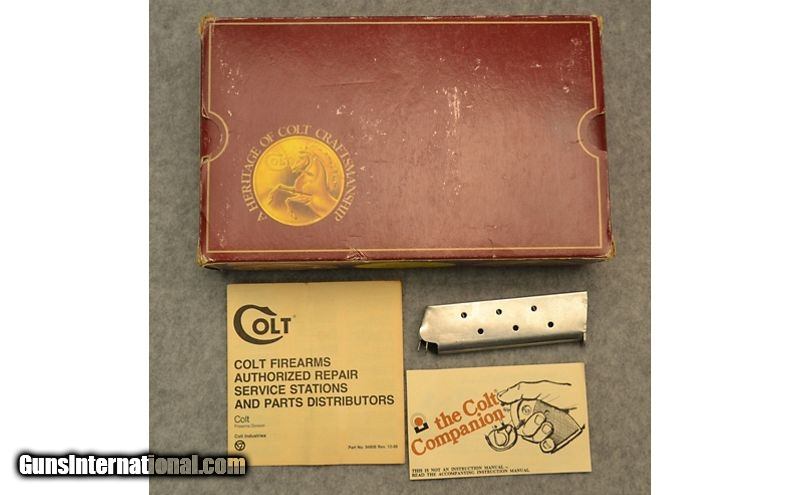 A HERITAGE OF COLT CRAFTSMANSHIP
COLT
COLT
COLT FIREARMS
AUTHORIZED REPAIR
SERVICE STATIONS
AND PARTS DISTRIBUTORS
Colt
Firearms Division
Colt Industries
the Colt
Companion
THIS IS NOT AN INSTRUCTION MANUAL -
READ THE ACCOMPANYING INSTRUCTION MANUAL
GunsInternational.com